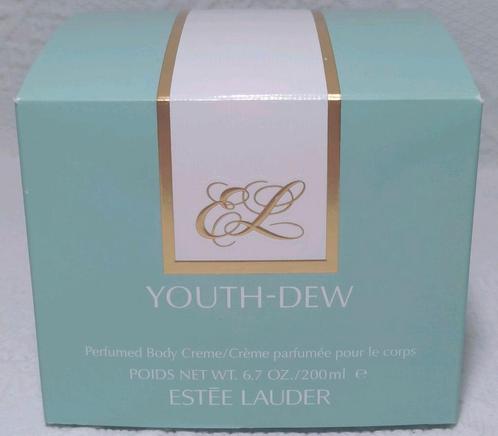 EL
YOUTH-DEW
Perfumed Body Creme/Crème parfumée pour le corps
POIDS NET WT. 6.7 OZ./200ml ℮
ESTĒE LAUDER